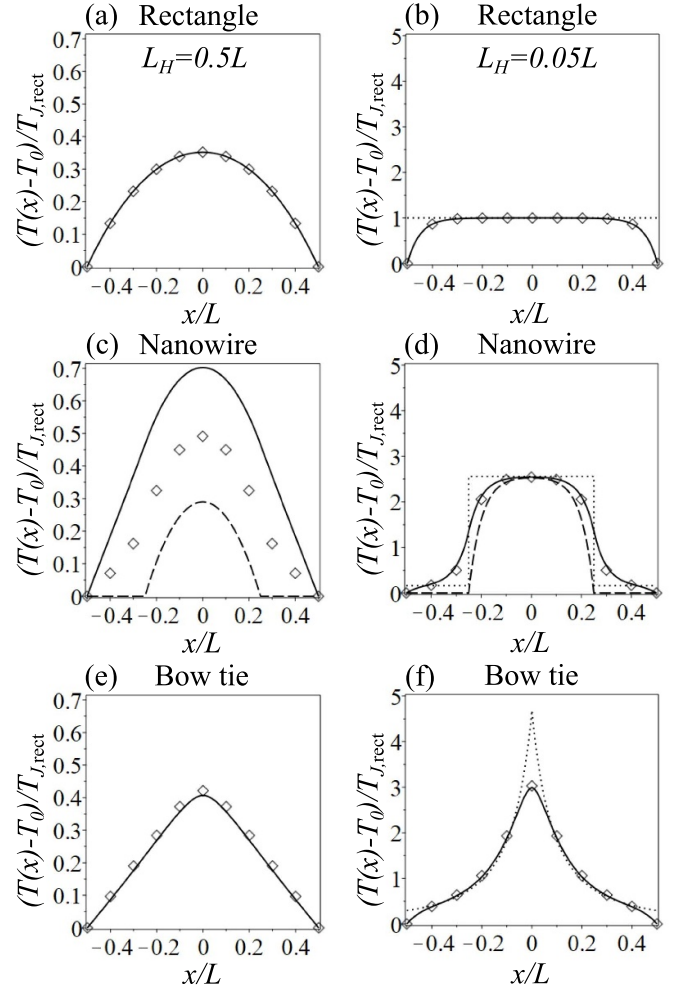 (a) Rectangle
L_H=0.5L
(T(x)-T_0)/T_{J,rect}
0.7
0.6
0.5
0.4
0.3
0.2
0.1
0
−0.4 −0.2 0 0.2 0.4
x/L
(b) Rectangle
L_H=0.05L
(T(x)-T_0)/T_{J,rect}
5
4
3
2
1
0
−0.4 −0.2 0 0.2 0.4
x/L
(c) Nanowire
(T(x)-T_0)/T_{J,rect}
0.7
0.6
0.5
0.4
0.3
0.2
0.1
0
−0.4 −0.2 0 0.2 0.4
x/L
(d) Nanowire
(T(x)-T_0)/T_{J,rect}
5
4
3
2
1
0
−0.4 −0.2 0 0.2 0.4
x/L
(e) Bow tie
(T(x)-T_0)/T_{J,rect}
0.7
0.6
0.5
0.4
0.3
0.2
0.1
0
−0.4 −0.2 0 0.2 0.4
x/L
(f) Bow tie
(T(x)-T_0)/T_{J,rect}
5
4
3
2
1
0
−0.4 −0.2 0 0.2 0.4
x/L